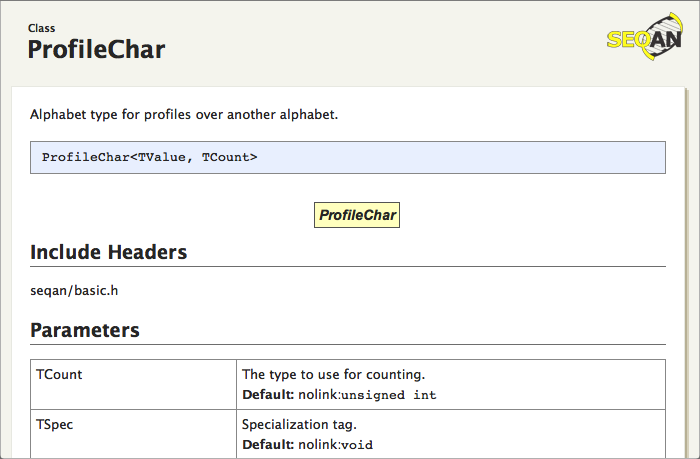 Class
ProfileChar
SEQAN
Alphabet type for profiles over another alphabet.
ProfileChar<TValue, TCount>
ProfileChar
Include Headers
seqan/basic.h
Parameters
TCount
The type to use for counting.
Default: nolink:unsigned int
TSpec
Specialization tag.
Default: nolink:void